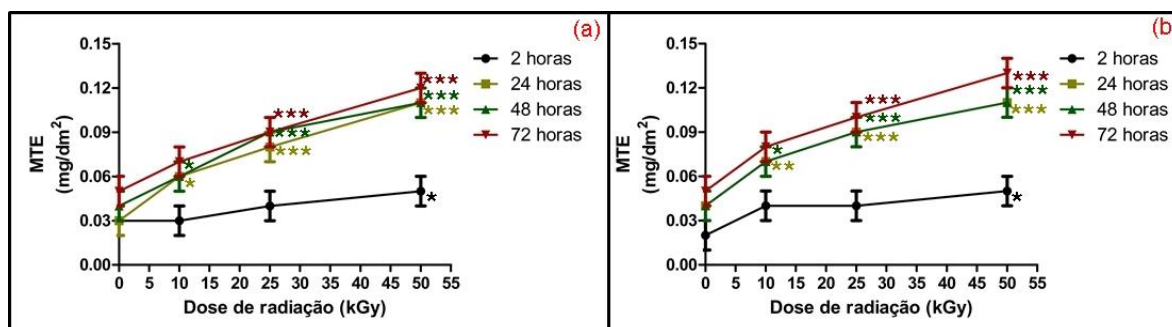 (a)
2 horas
24 horas
48 horas
72 horas
MTE
(mg/dm²)
0.15
0.12
0.09
0.06
0.03
0.00
***
***
***
***
***
***
*
*
*
0 5 10 15 20 25 30 35 40 45 50 55
Dose de radiação (kGy)
(b)
2 horas
24 horas
48 horas
72 horas
MTE
(mg/dm²)
0.15
0.12
0.09
0.06
0.03
0.00
***
***
***
***
***
***
*
**
*
0 5 10 15 20 25 30 35 40 45 50 55
Dose de radiação (kGy)